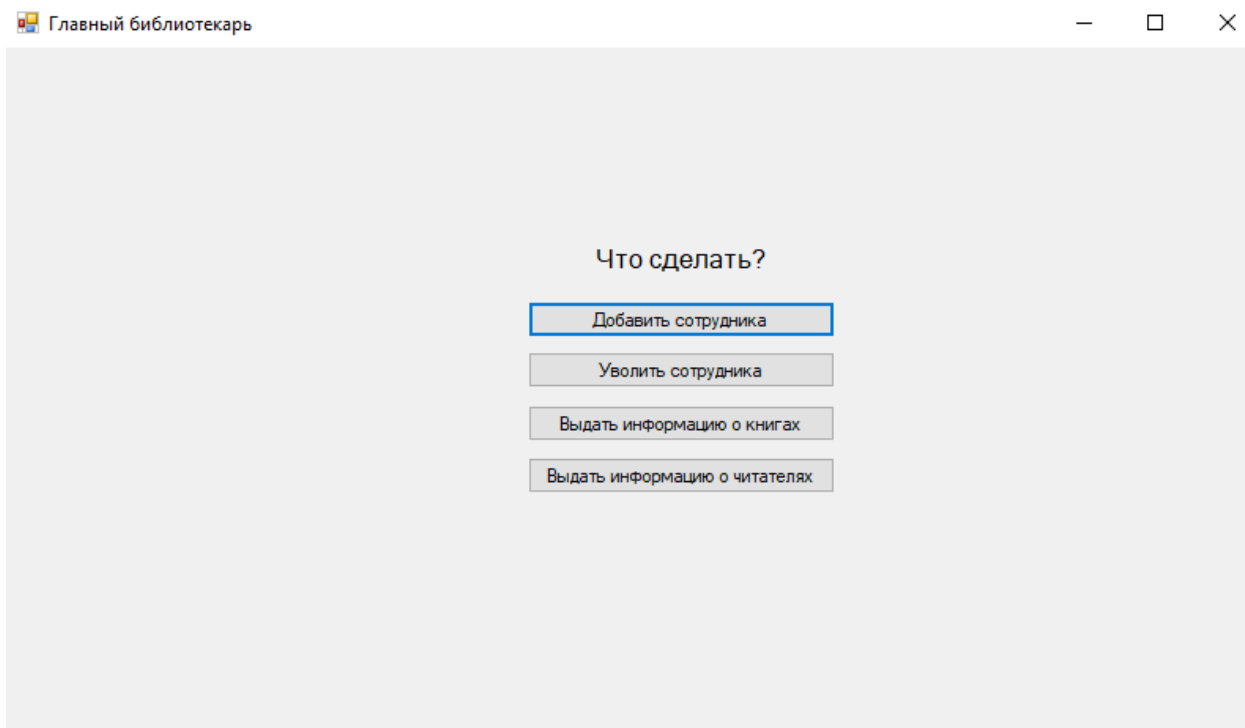 Главный библиотекарь
Что сделать?
Добавить сотрудника
Уволить сотрудника
Выдать информацию о книгах
Выдать информацию о читателях